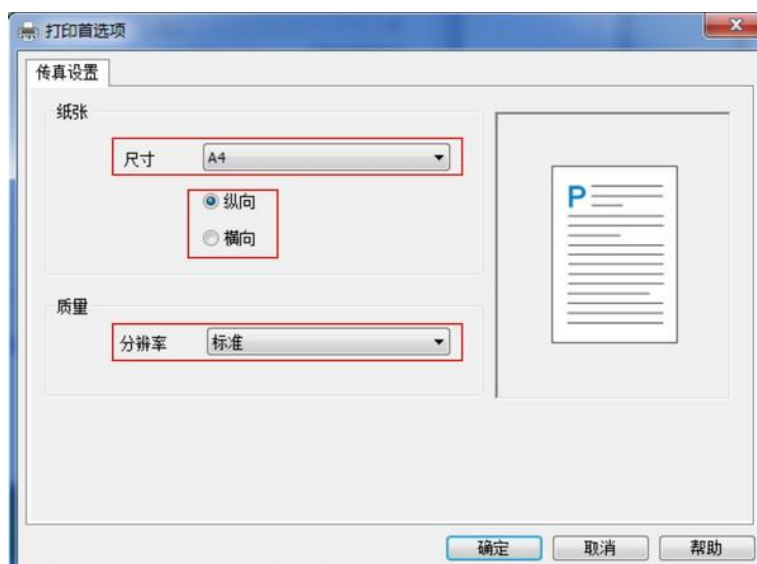 打印首选项
传真设置
纸张
尺寸 A4
纵向
横向
P
质量
分辨率 标准
确定 取消 帮助